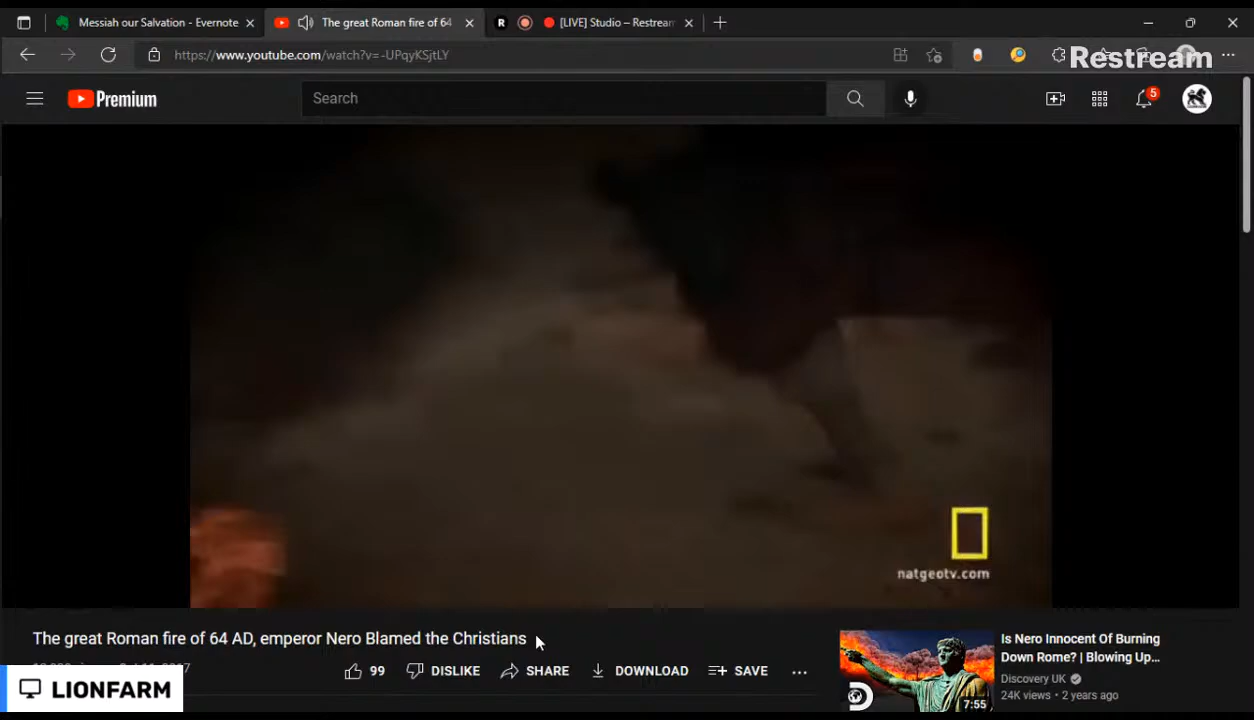 Messiah our Salvation - Evernote
The great Roman fire of 64
R
[LIVE] Studio – Restream
https://www.youtube.com/watch?v=-UPqyKSjtLY
Restream
Premium
Search
5
natgeotv.com
The great Roman fire of 64 AD, emperor Nero Blamed the Christians
99
DISLIKE
SHARE
DOWNLOAD
SAVE
LIONFARM
Is Nero Innocent Of Burning
Down Rome? | Blowing Up...
Discovery UK
24K views • 2 years ago
7:55